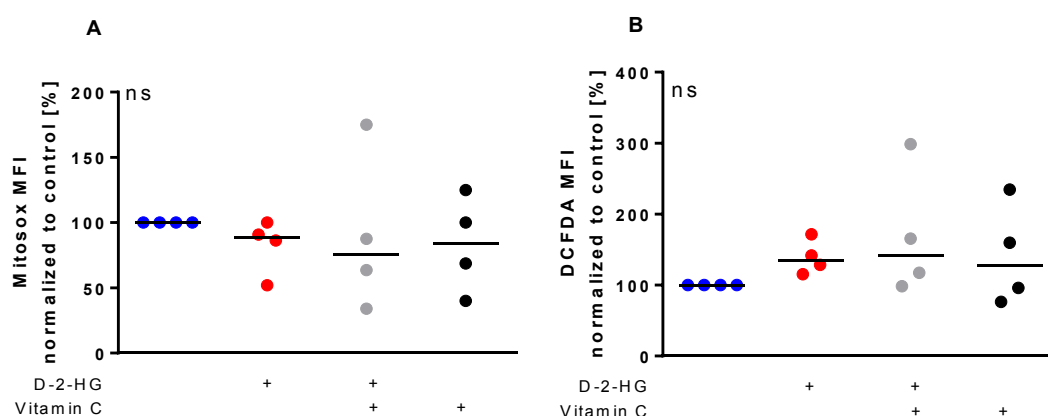 A
Mitosox MFI
normalized to control [%]
200
150
100
50
0
ns
D-2-HG + +
Vitamin C + +
B
DCFDA MFI
normalized to control [%]
400
300
200
100
0
ns
D-2-HG + +
Vitamin C + +